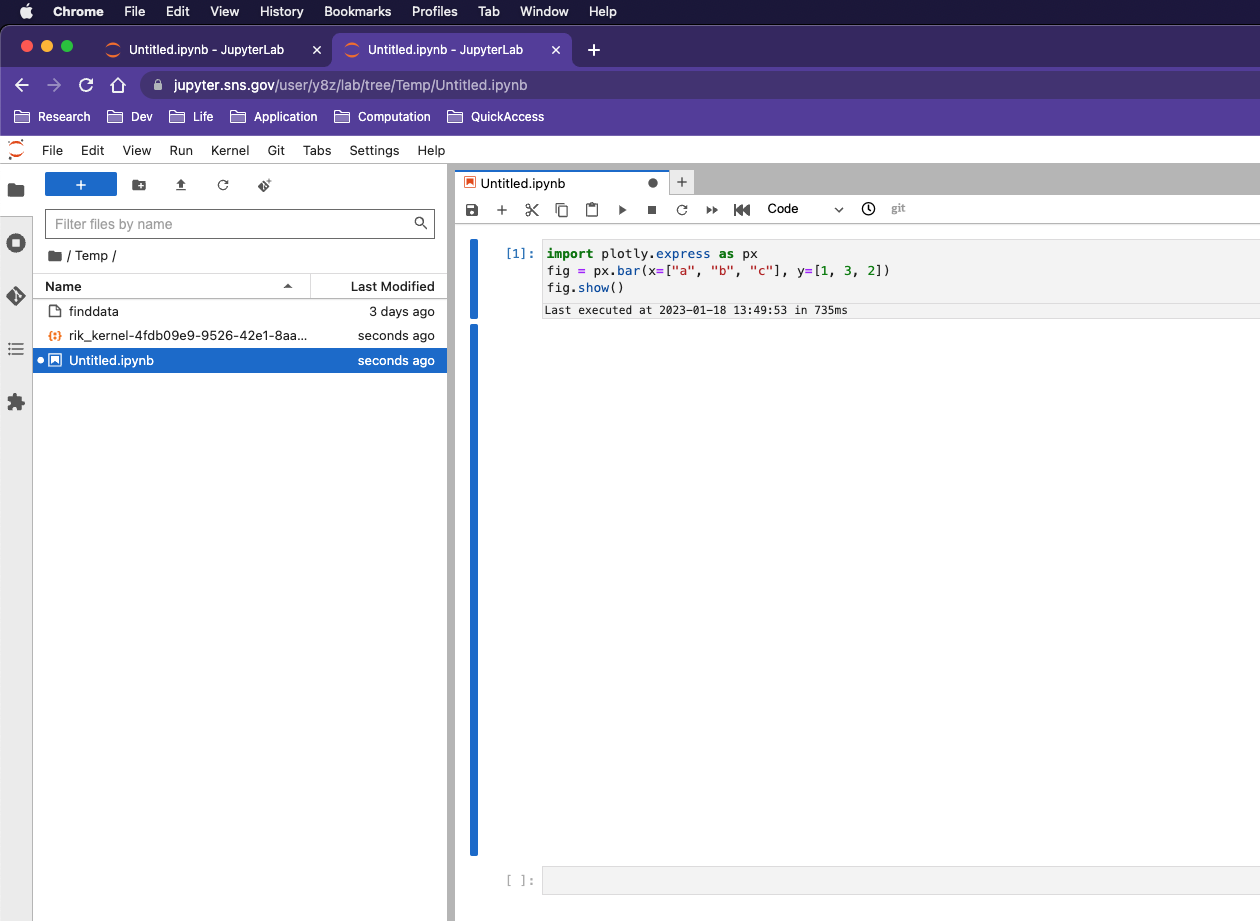 Chrome File Edit View History Bookmarks Profiles Tab Window Help
Untitled.ipynb - JupyterLab Untitled.ipynb - JupyterLab
jupyter.sns.gov/user/y8z/lab/tree/Temp/Untitled.ipynb
Research Dev Life Application Computation QuickAccess
File Edit View Run Kernel Git Tabs Settings Help
Untitled.ipynb
Code git
Filter files by name
/ Temp /
Name Last Modified
finddata 3 days ago
rik_kernel-4fdb09e9-9526-42e1-8aa... seconds ago
Untitled.ipynb seconds ago
[1]: import plotly.express as px
fig = px.bar(x=["a", "b", "c"], y=[1, 3, 2])
fig.show()
Last executed at 2023-01-18 13:49:53 in 735ms
[ ]: